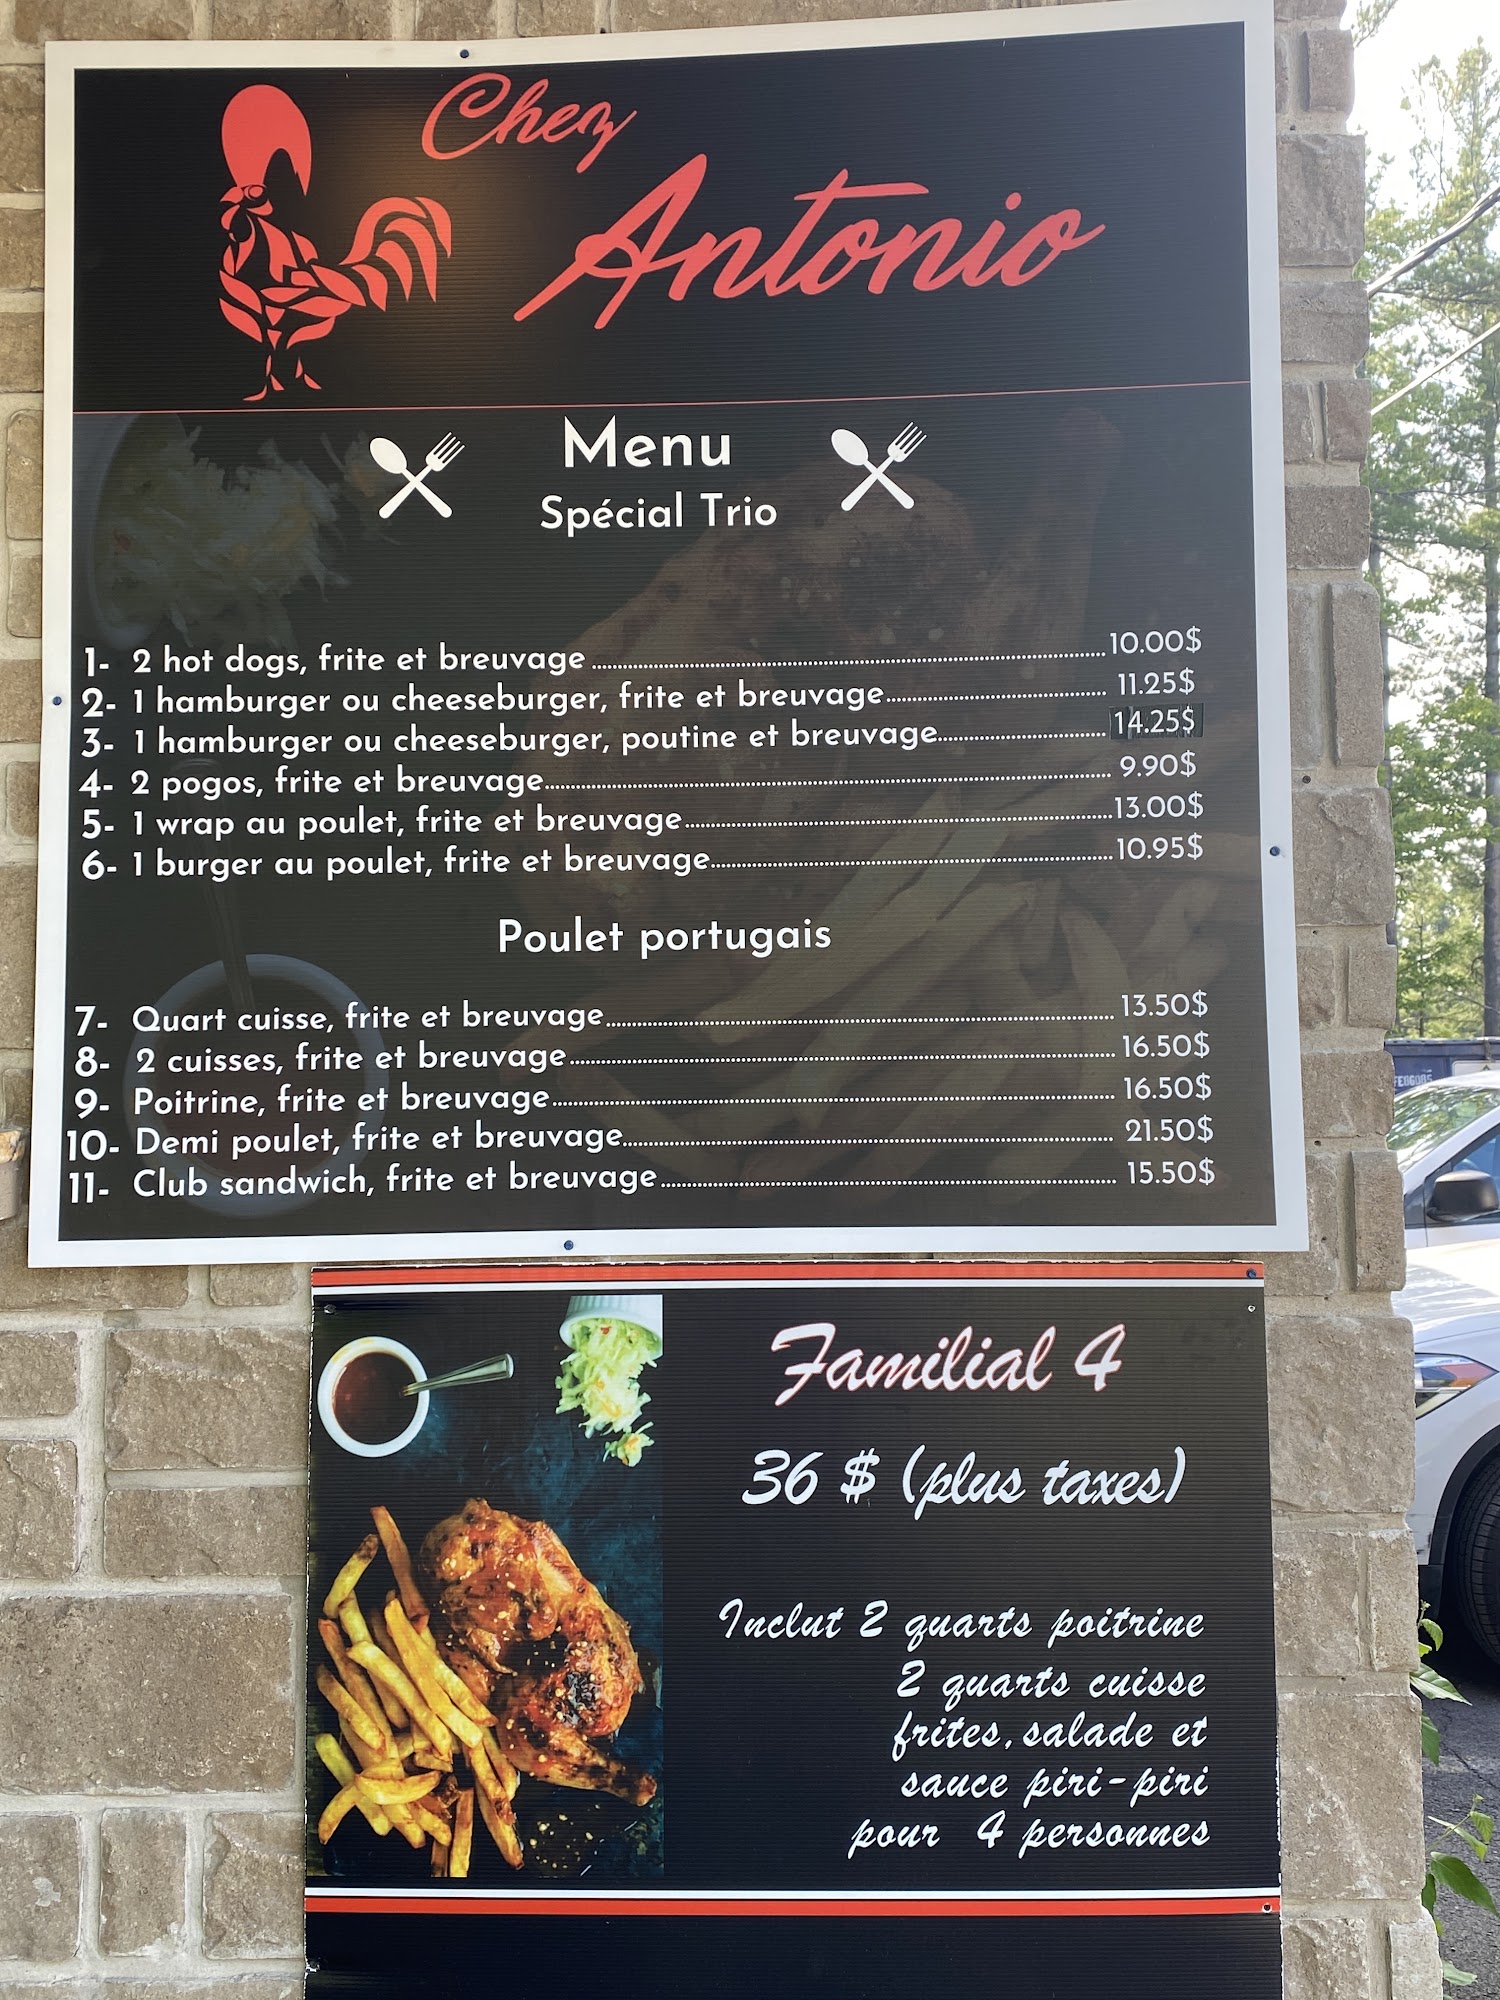 Chez
Antonio
Menu
Spécial Trio
1- 2 hot dogs, frite et breuvage 10.00$
2- 1 hamburger ou cheeseburger, frite et breuvage 11.25$
3- 1 hamburger ou cheeseburger, poutine et breuvage 14.25$
4- 2 pogos, frite et breuvage 9.90$
5- 1 wrap au poulet, frite et breuvage 13.00$
6- 1 burger au poulet, frite et breuvage 10.95$
Poulet portugais
7- Quart cuisse, frite et breuvage 13.50$
8- 2 cuisses, frite et breuvage 16.50$
9- Poitrine, frite et breuvage 16.50$
10- Demi poulet, frite et breuvage 21.50$
11- Club sandwich, frite et breuvage 15.50$
Familial 4
36 $ (plus taxes)
Inclut 2 quarts poitrine
2 quarts cuisse
frites, salade et
sauce piri-piri
pour 4 personnes